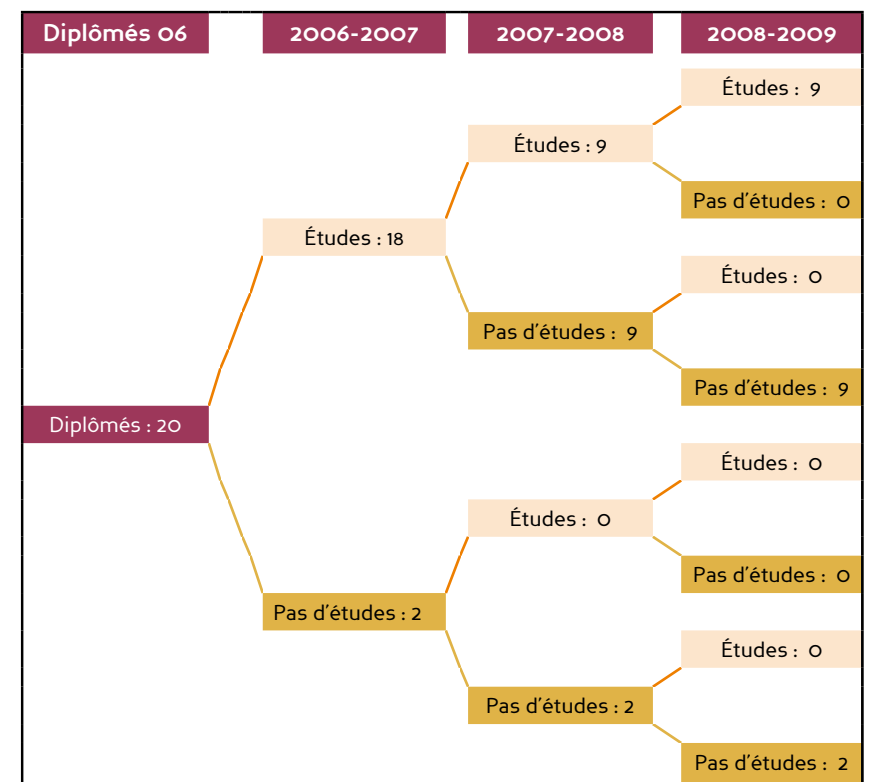 Diplômés 06 2006-2007 2007-2008 2008-2009
Études : 9
Études : 9
Pas d'études : 0
Études : 18
Études : 0
Pas d'études : 9
Pas d'études : 9
Diplômés : 20
Études : 0
Études : 0
Pas d'études : 0
Pas d'études : 2
Études : 0
Pas d'études : 2
Pas d'études : 2